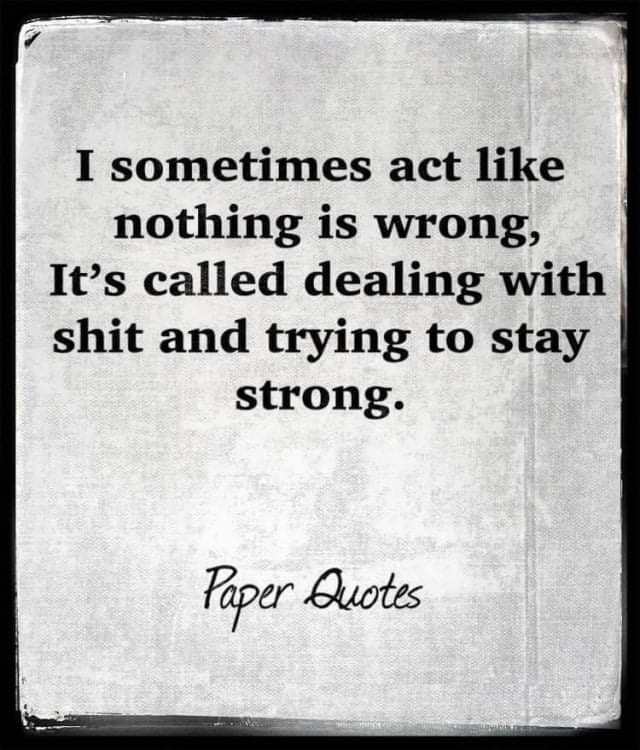 I sometimes act like
nothing is wrong,
It’s called dealing with
shit and trying to stay
strong.
Paper Quotes